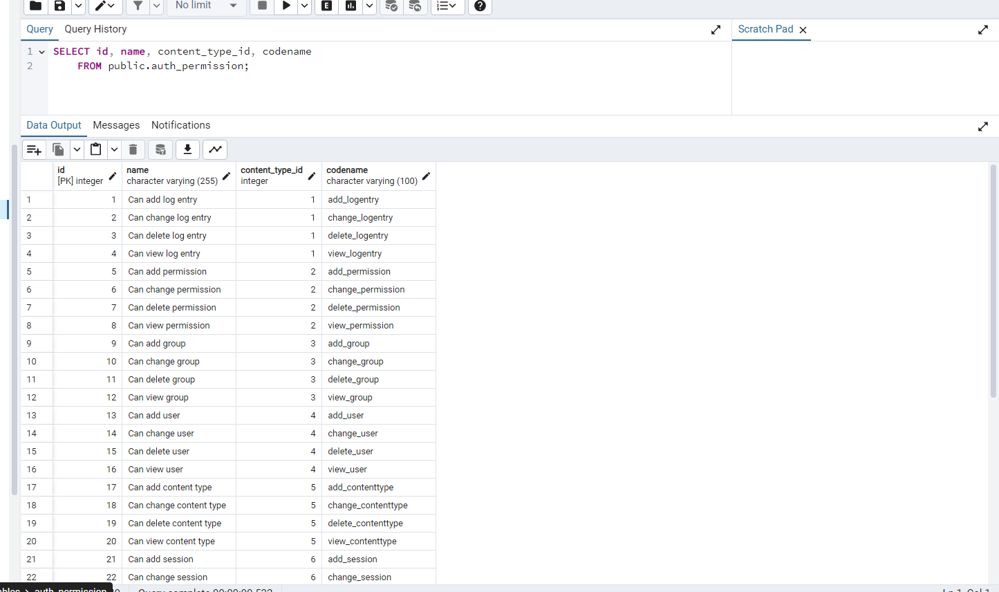 No limit
E
Query Query History
Scratch Pad
1 SELECT id, name, content_type_id, codename
2 FROM public.auth_permission;
Data Output Messages Notifications
id name content_type_id codename
[PK] integer character varying (255) integer character varying (100)
1 1 Can add log entry 1 add_logentry
2 2 Can change log entry 1 change_logentry
3 3 Can delete log entry 1 delete_logentry
4 4 Can view log entry 1 view_logentry
5 5 Can add permission 2 add_permission
6 6 Can change permission 2 change_permission
7 7 Can delete permission 2 delete_permission
8 8 Can view permission 2 view_permission
9 9 Can add group 3 add_group
10 10 Can change group 3 change_group
11 11 Can delete group 3 delete_group
12 12 Can view group 3 view_group
13 13 Can add user 4 add_user
14 14 Can change user 4 change_user
15 15 Can delete user 4 delete_user
16 16 Can view user 4 view_user
17 17 Can add content type 5 add_contenttype
18 18 Can change content type 5 change_contenttype
19 19 Can delete content type 5 delete_contenttype
20 20 Can view content type 5 view_contenttype
21 21 Can add session 6 add_session
22 22 Can change session 6 change_session
auth_permission Query complete Ln 1, Col 1